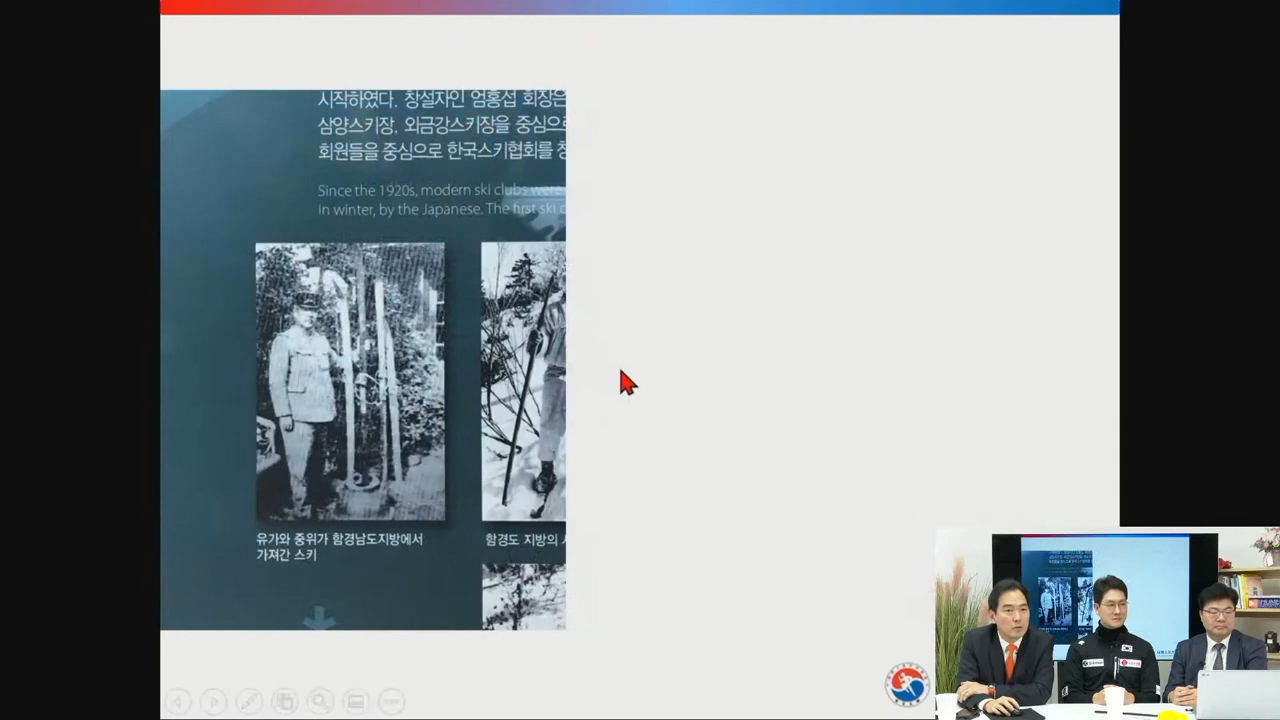 시작하였다. 창설자인 엄홍섭 회장은
삼양스키장, 외금강스키장을 중심으로
회원들을 중심으로 한국스키협회를 창
Since the 1920s, modern ski clubs were
in winter, by the Japanese. The first ski c
유가와 중위가 함경남도지방에서
가져간 스키
함경도 지방의 사